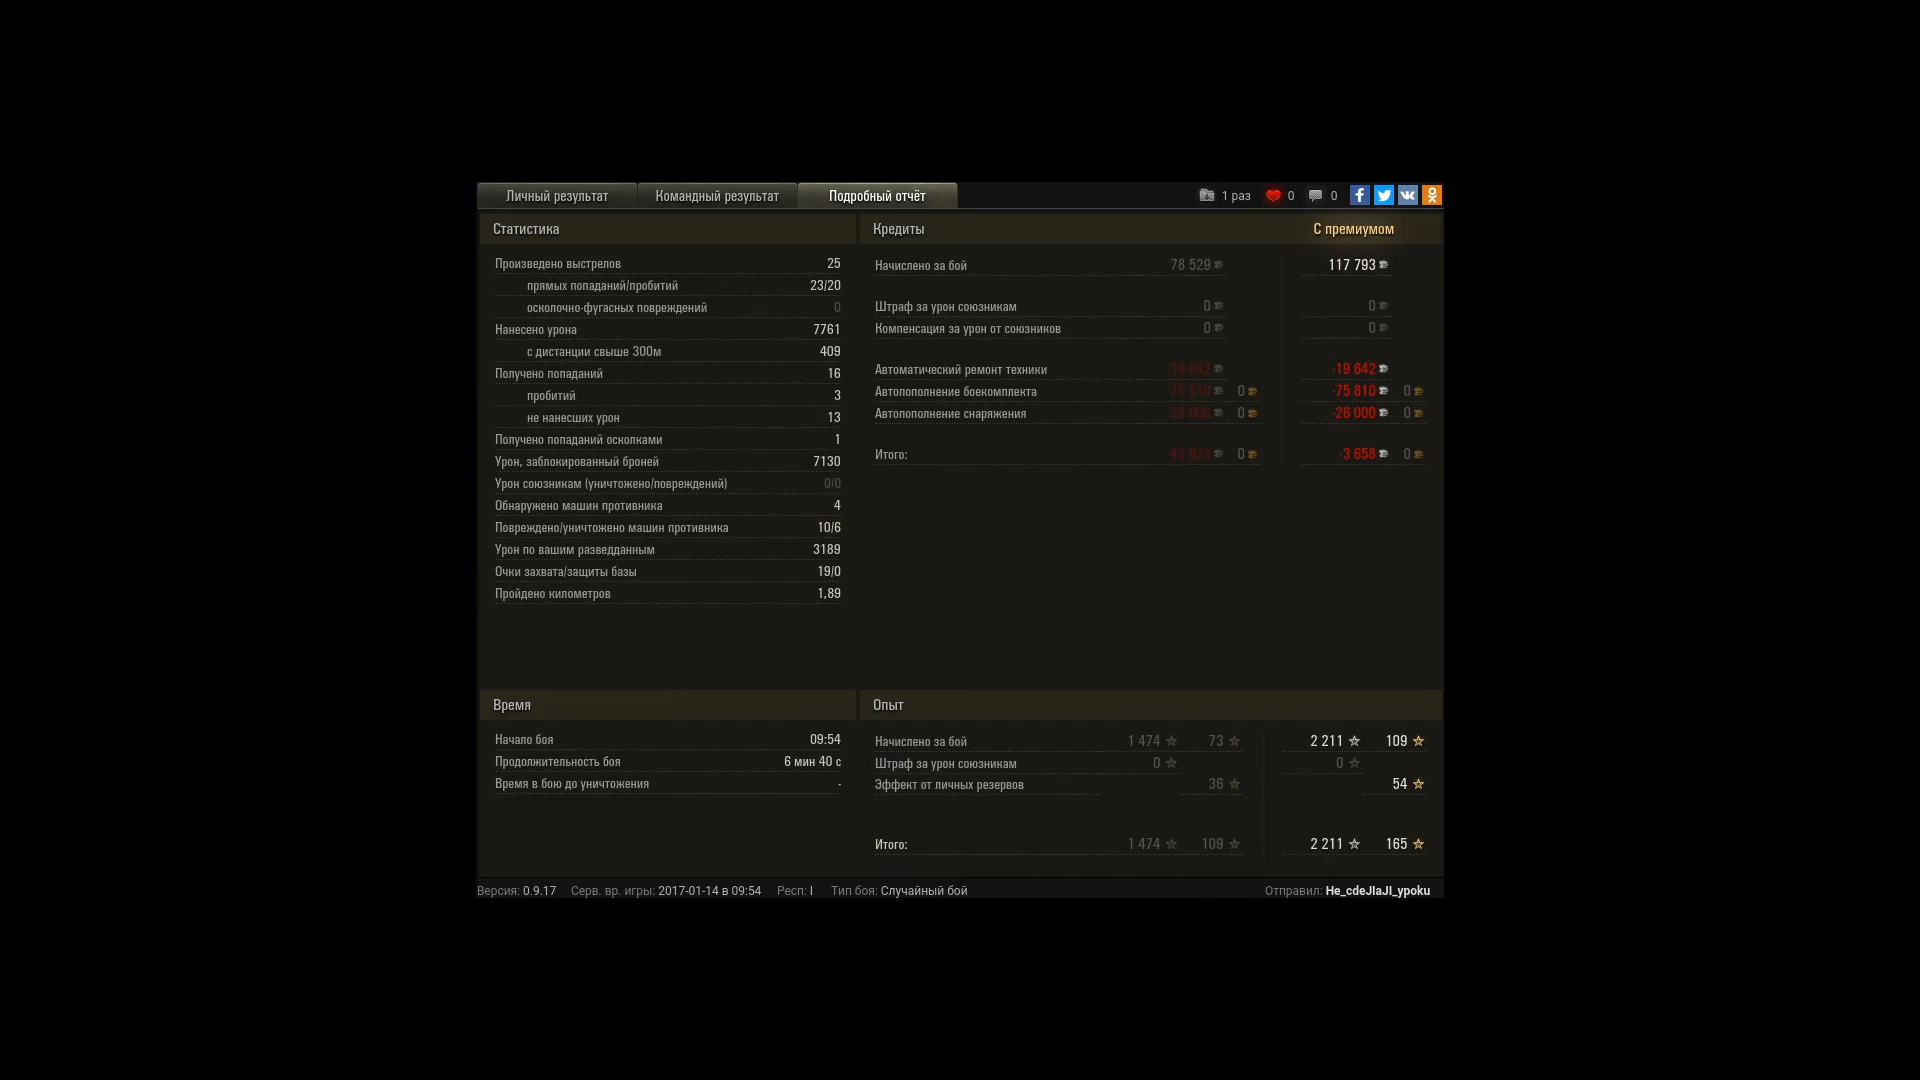 Личный результат Командный результат Подробный отчёт 1 раз 0 0
Статистика
Произведено выстрелов 25
прямых попаданий/пробитий 23/20
осколочно-фугасных повреждений 0
Нанесено урона 7761
с дистанции свыше 300м 409
Получено попаданий 16
пробитий 3
не нанесших урон 13
Получено попаданий осколками 1
Урон, заблокированный броней 7130
Урон союзникам (уничтожено/повреждений) 0/0
Обнаружено машин противника 4
Повреждено/уничтожено машин противника 10/6
Урон по вашим разведданным 3189
Очки захвата/защиты базы 19/0
Пройдено километров 1,89
Кредиты С премиумом
Начислено за бой 78 529 117 793
Штраф за урон союзникам 0 0
Компенсация за урон от союзников 0 0
Автоматический ремонт техники -19 642 -19 642
Автопополнение боекомплекта -75 810 0 -75 810 0
Автопополнение снаряжения -26 000 0 -26 000 0
Итого: -42 923 0 -3 658 0
Время
Начало боя 09:54
Продолжительность боя 6 мин 40 с
Время в бою до уничтожения -
Опыт
Начислено за бой 1 474 73 2 211 109
Штраф за урон союзникам 0 0
Эффект от личных резервов 36 54
Итого: 1 474 109 2 211 165
Версия: 0.9.17 Серв. вр. игры: 2017-01-14 в 09:54 Респ: I Тип боя: Случайный бой Отправил: He_cdeJIaJI_ypoku